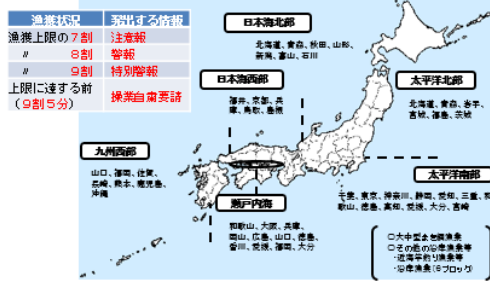 漁獲状況 発出する情報
漁獲上限の7割 注意報
〃 8割 警報
〃 9割 特別警報
上限に達する前
(9割5分) 操業自粛要請
日本海北部
北海道、青森、秋田、山形、
新潟、富山、石川
日本海西部
福井、京都、兵
庫、鳥取、島根
太平洋北部
北海道、青森、岩手、
宮城、福島、茨城
九州西部
山口、福岡、佐賀、
長崎、熊本、鹿児島、
沖縄
太平洋南部
千葉、東京、神奈川、静岡、愛知、三重、和
歌山、徳島、高知、愛媛、大分、宮崎
瀬戸内海
和歌山、大阪、兵庫、
岡山、広島、山口、徳島、
香川、愛媛、福岡、大分
○大中型まき網漁業
○その他の沿岸漁業等
・近海竿釣り漁業等
・沿岸漁業(6ブロック)